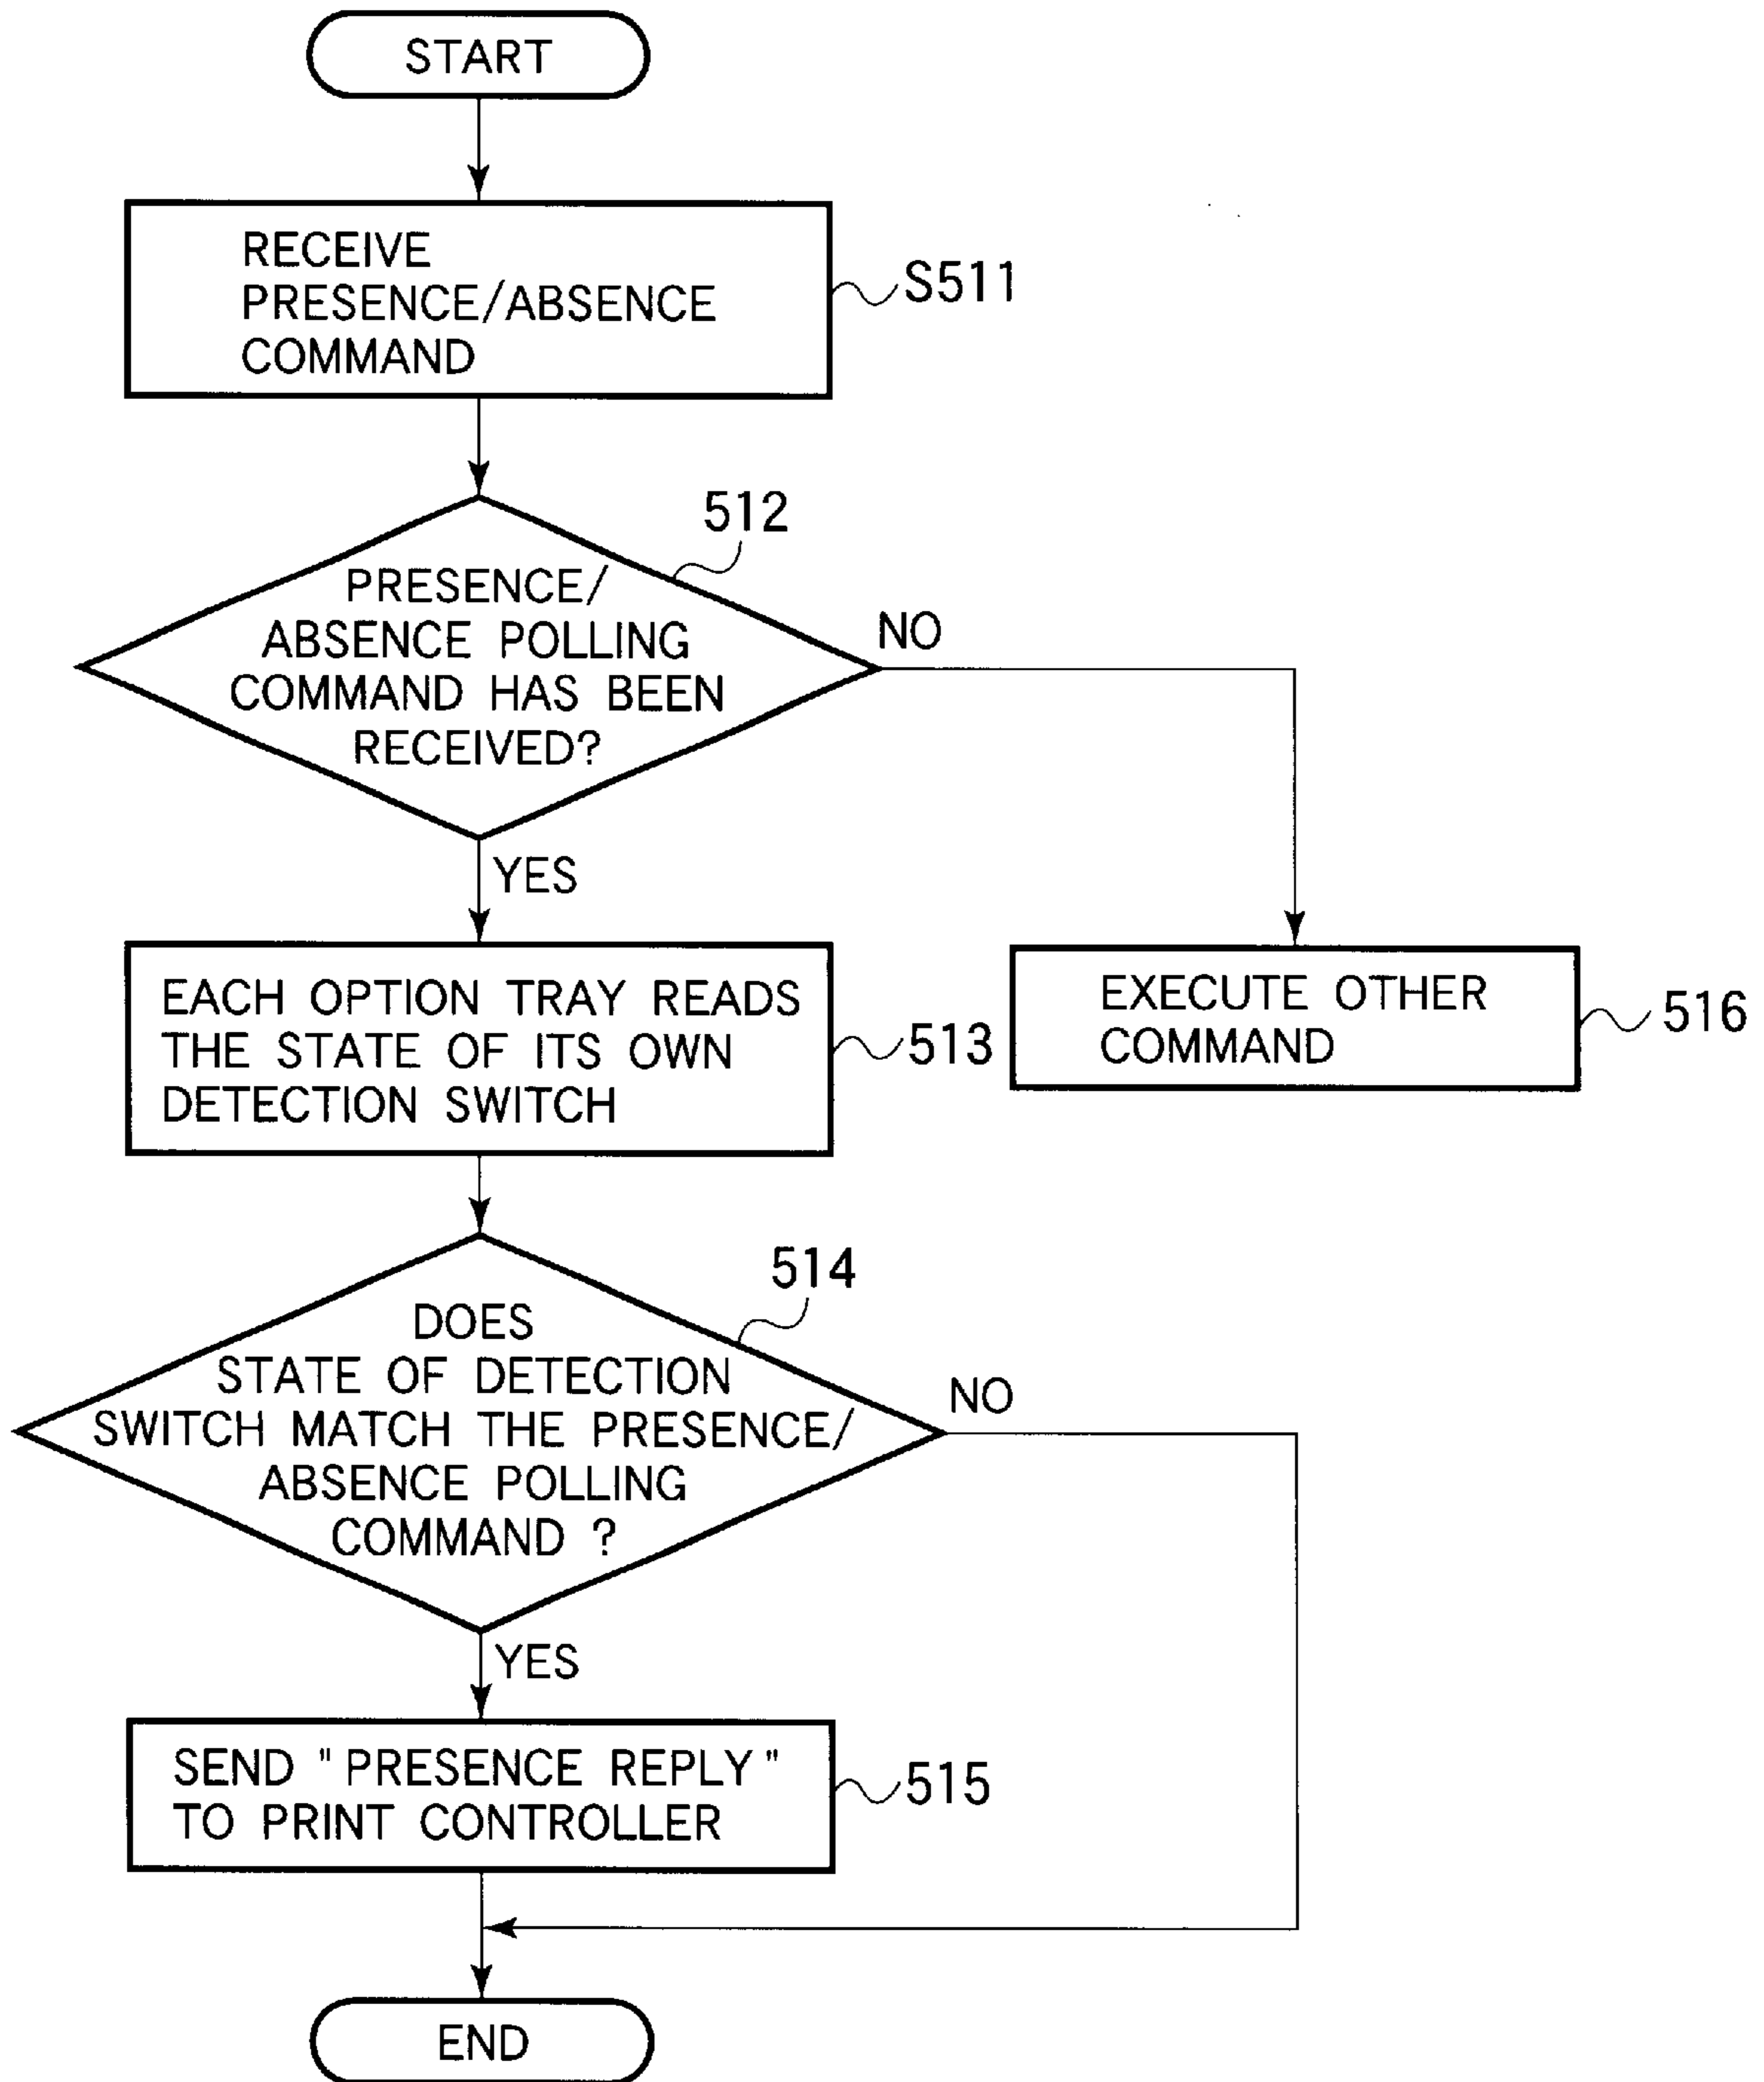 START
RECEIVE
PRESENCE/ABSENCE
COMMAND
S511
512
PRESENCE/
ABSENCE POLLING
COMMAND HAS BEEN
RECEIVED?
NO
YES
EACH OPTION TRAY READS
THE STATE OF ITS OWN
DETECTION SWITCH
513
EXECUTE OTHER
COMMAND
516
514
DOES
STATE OF DETECTION
SWITCH MATCH THE PRESENCE/
ABSENCE POLLING
COMMAND ?
NO
YES
SEND "PRESENCE REPLY"
TO PRINT CONTROLLER
515
END